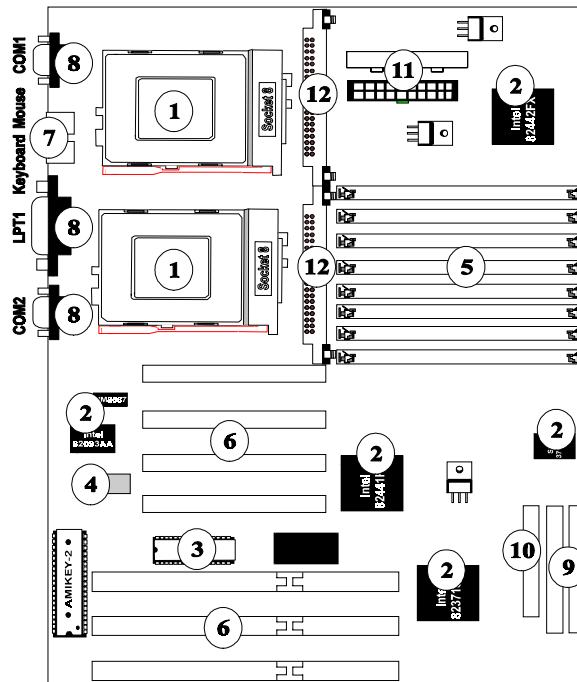 COM1
Keyboard Mouse
LPT1
COM2
8
7
8
8
1
Socket 8
1
Socket 8
12
12
11
2
Intel
82442FX
5
2
Intel
82093AA
4
6
2
Intel
82441F
2
3
AMIKEY-2
6
2
Intel
82371
10
9